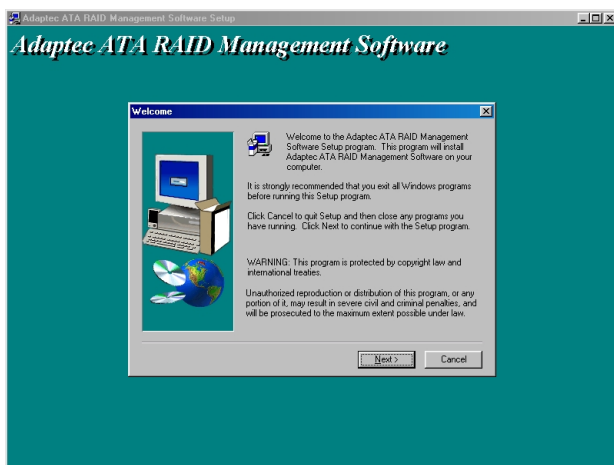 Adaptec ATA RAID Management Software Setup
Adaptec ATA RAID Management Software
Welcome
Welcome to the Adaptec ATA RAID Management
Software Setup program. This program will install
Adaptec ATA RAID Management Software on your
computer.
It is strongly recommended that you exit all Windows programs
before running this Setup program.
Click Cancel to quit Setup and then close any programs you
have running. Click Next to continue with the Setup program.
WARNING: This program is protected by copyright law and
international treaties.
Unauthorized reproduction or distribution of this program, or any
portion of it, may result in severe civil and criminal penalties, and
will be prosecuted to the maximum extent possible under law.
Next >
Cancel